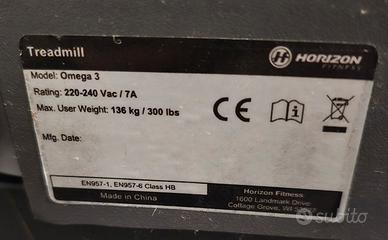 Treadmill
HORIZON
FITNESS
Model: Omega 3
Rating: 220-240 Vac / 7A
Max. User Weight: 136 kg / 300 lbs
CE
Mfg. Date:
EN957-1, EN957-6 Class HB
Made in China
Horizon Fitness
1600 Landmark Drive
Cottage Grove, WI
subito